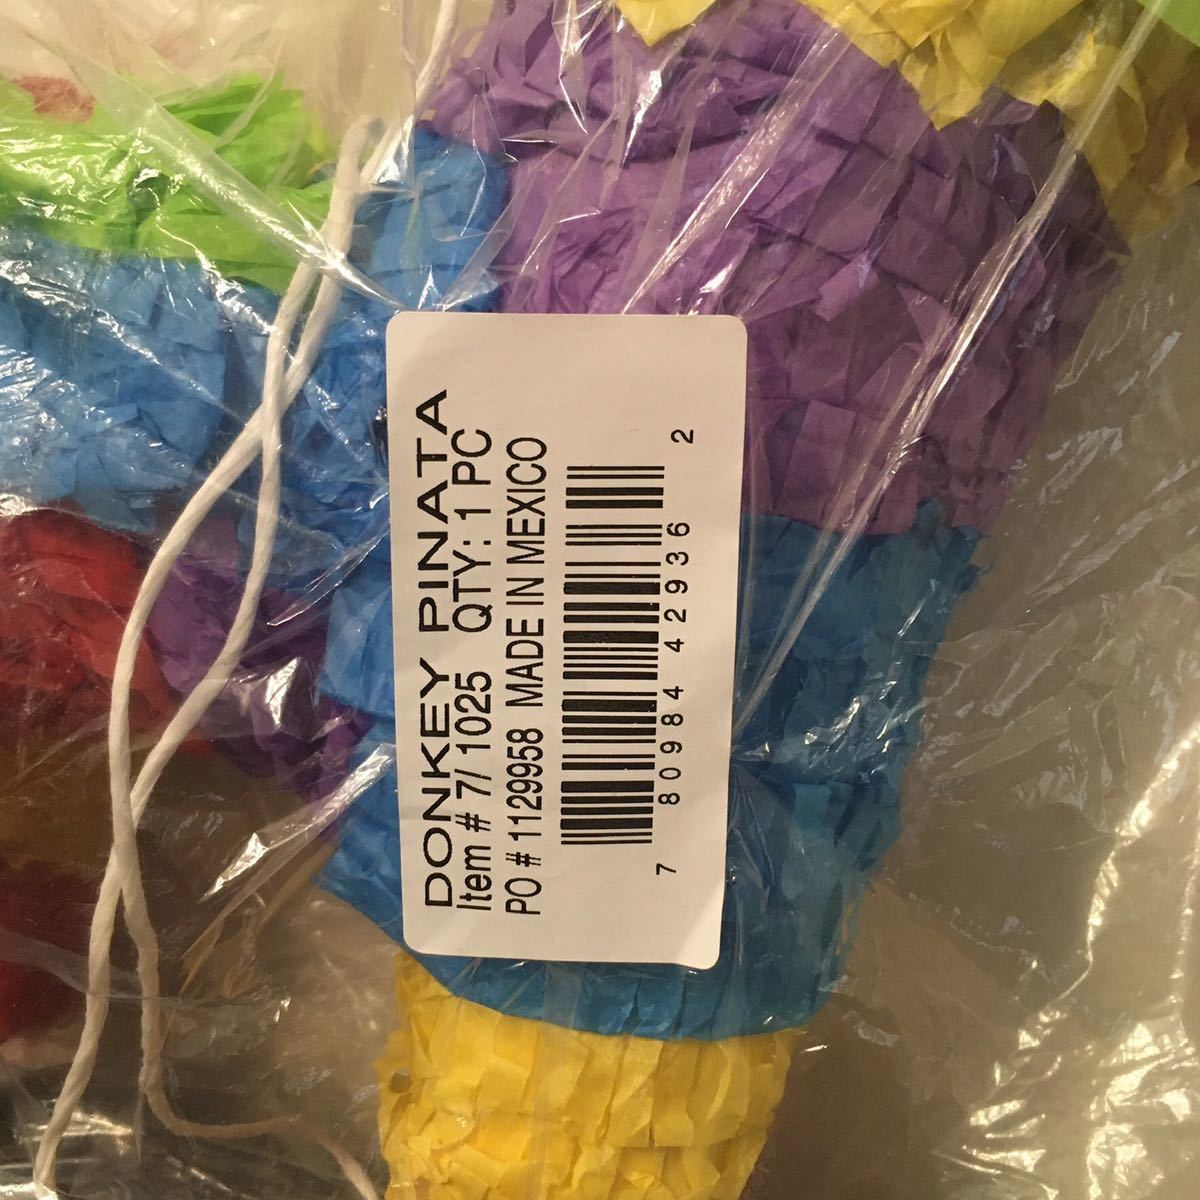 DONKEY PINATA
Item # 7/ 1025 QTY: 1 PC
PO # 1129958 MADE IN MEXICO
7 80984 42936 2